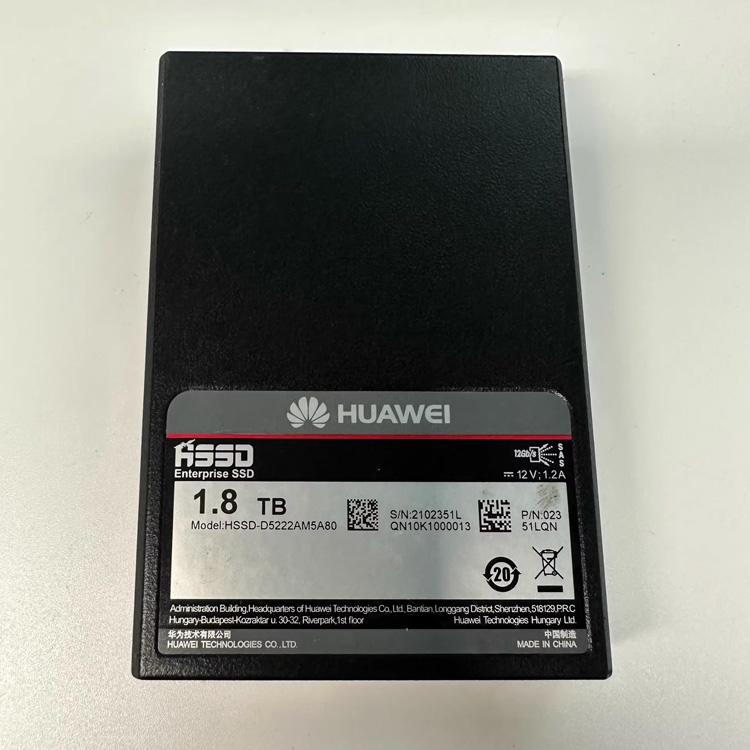 HUAWEI
HSSD
Enterprise SSD
12Gb/s SAS
12V; 1.2A
1.8 TB
Model:HSSD-D5222AM5A80
S/N:2102351L
QN10K1000013
P/N:023
51LQN
20
Administration Building,Headquarters of Huawei Technologies Co.,Ltd., Bantian,Longgang District,Shenzhen,518129,P.R.C
Hungary-Budapest-Kozraktar u. 30-32, Riverpark,1st floor
Huawei Technologies Hungary Ltd.
华为技术有限公司
中国制造
HUAWEI TECHNOLOGIES CO.,LTD.
MADE IN CHINA